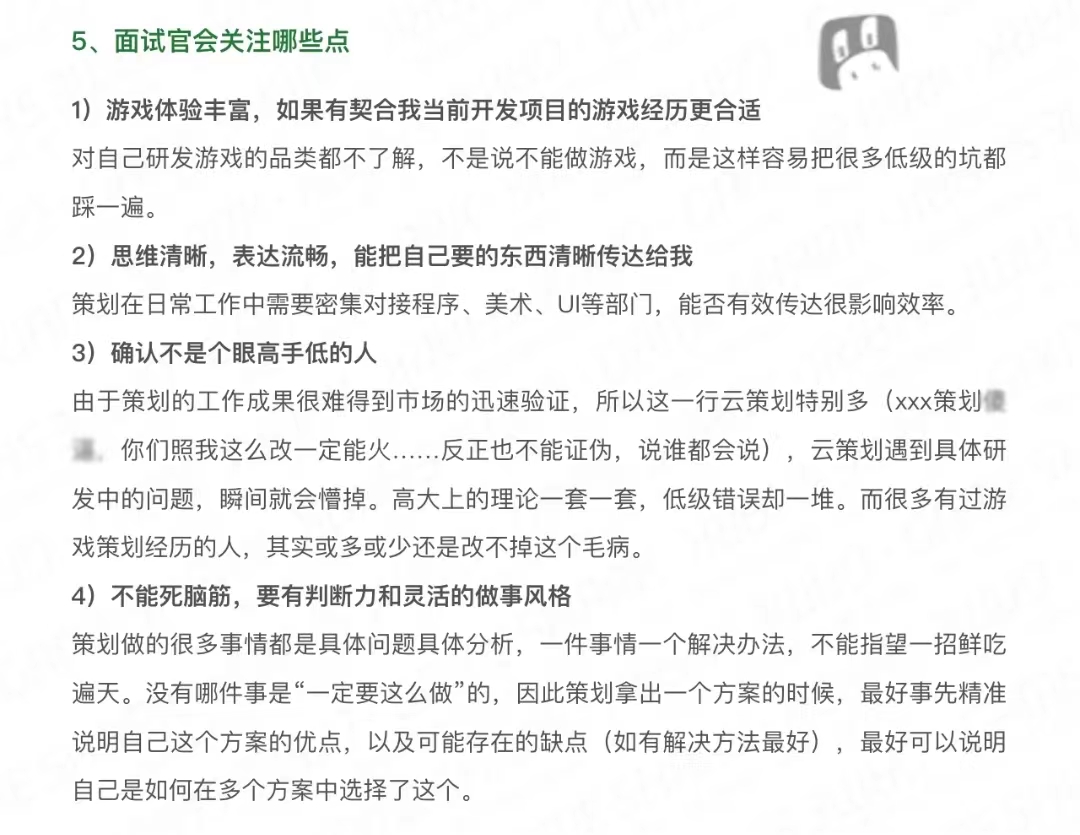 5、面试官会关注哪些点
1）游戏体验丰富，如果有契合我当前开发项目的游戏经历更合适
对自己研发游戏的品类都不了解，不是说不能做游戏，而是这样容易把很多低级的坑都
踩一遍。
2）思维清晰，表达流畅，能把自己要的东西清晰传达给我
策划在日常工作中需要密集对接程序、美术、UI等部门，能否有效传达很影响效率。
3）确认不是个眼高手低的人
由于策划的工作成果很难得到市场的迅速验证，所以这一行云策划特别多（xxx策划
你们照我这么改一定能火……反正也不能证伪，说谁都会说），云策划遇到具体研
发中的问题，瞬间就会懵掉。高大上的理论一套一套，低级错误却一堆。而很多有过游
戏策划经历的人，其实或多或少还是改不掉这个毛病。
4）不能死脑筋，要有判断力和灵活的做事风格
策划做的很多事情都是具体问题具体分析，一件事情一个解决办法，不能指望一招鲜吃
遍天。没有哪件事是“一定要这么做”的，因此策划拿出一个方案的时候，最好事先精准
说明自己这个方案的优点，以及可能存在的缺点（如有解决方法最好），最好可以说明
自己是如何在多个方案中选择了这个。